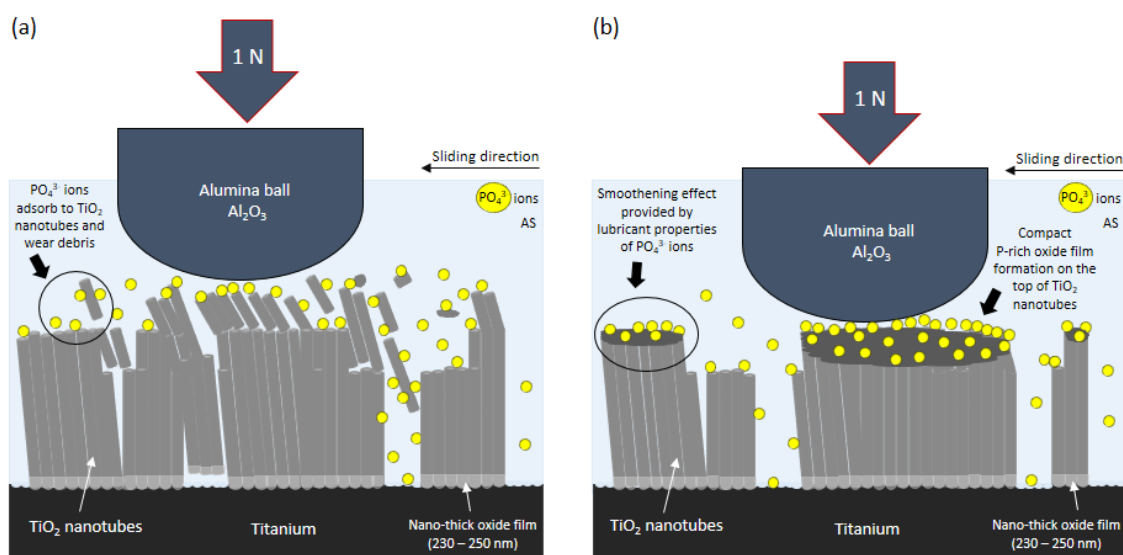 (a)
1 N
Sliding direction
PO₄³⁻ ions
adsorb to TiO₂
nanotubes and
wear debris
Alumina ball
Al₂O₃
PO₄³ ions
AS
TiO₂ nanotubes
Titanium
Nano-thick oxide film
(230 – 250 nm)
(b)
1 N
Sliding direction
Smoothening effect
provided by
lubricant properties
of PO₄³⁻ ions
Alumina ball
Al₂O₃
PO₄³ ions
AS
Compact
P-rich oxide film
formation on the
top of TiO₂
nanotubes
TiO₂ nanotubes
Titanium
Nano-thick oxide film
(230 – 250 nm)